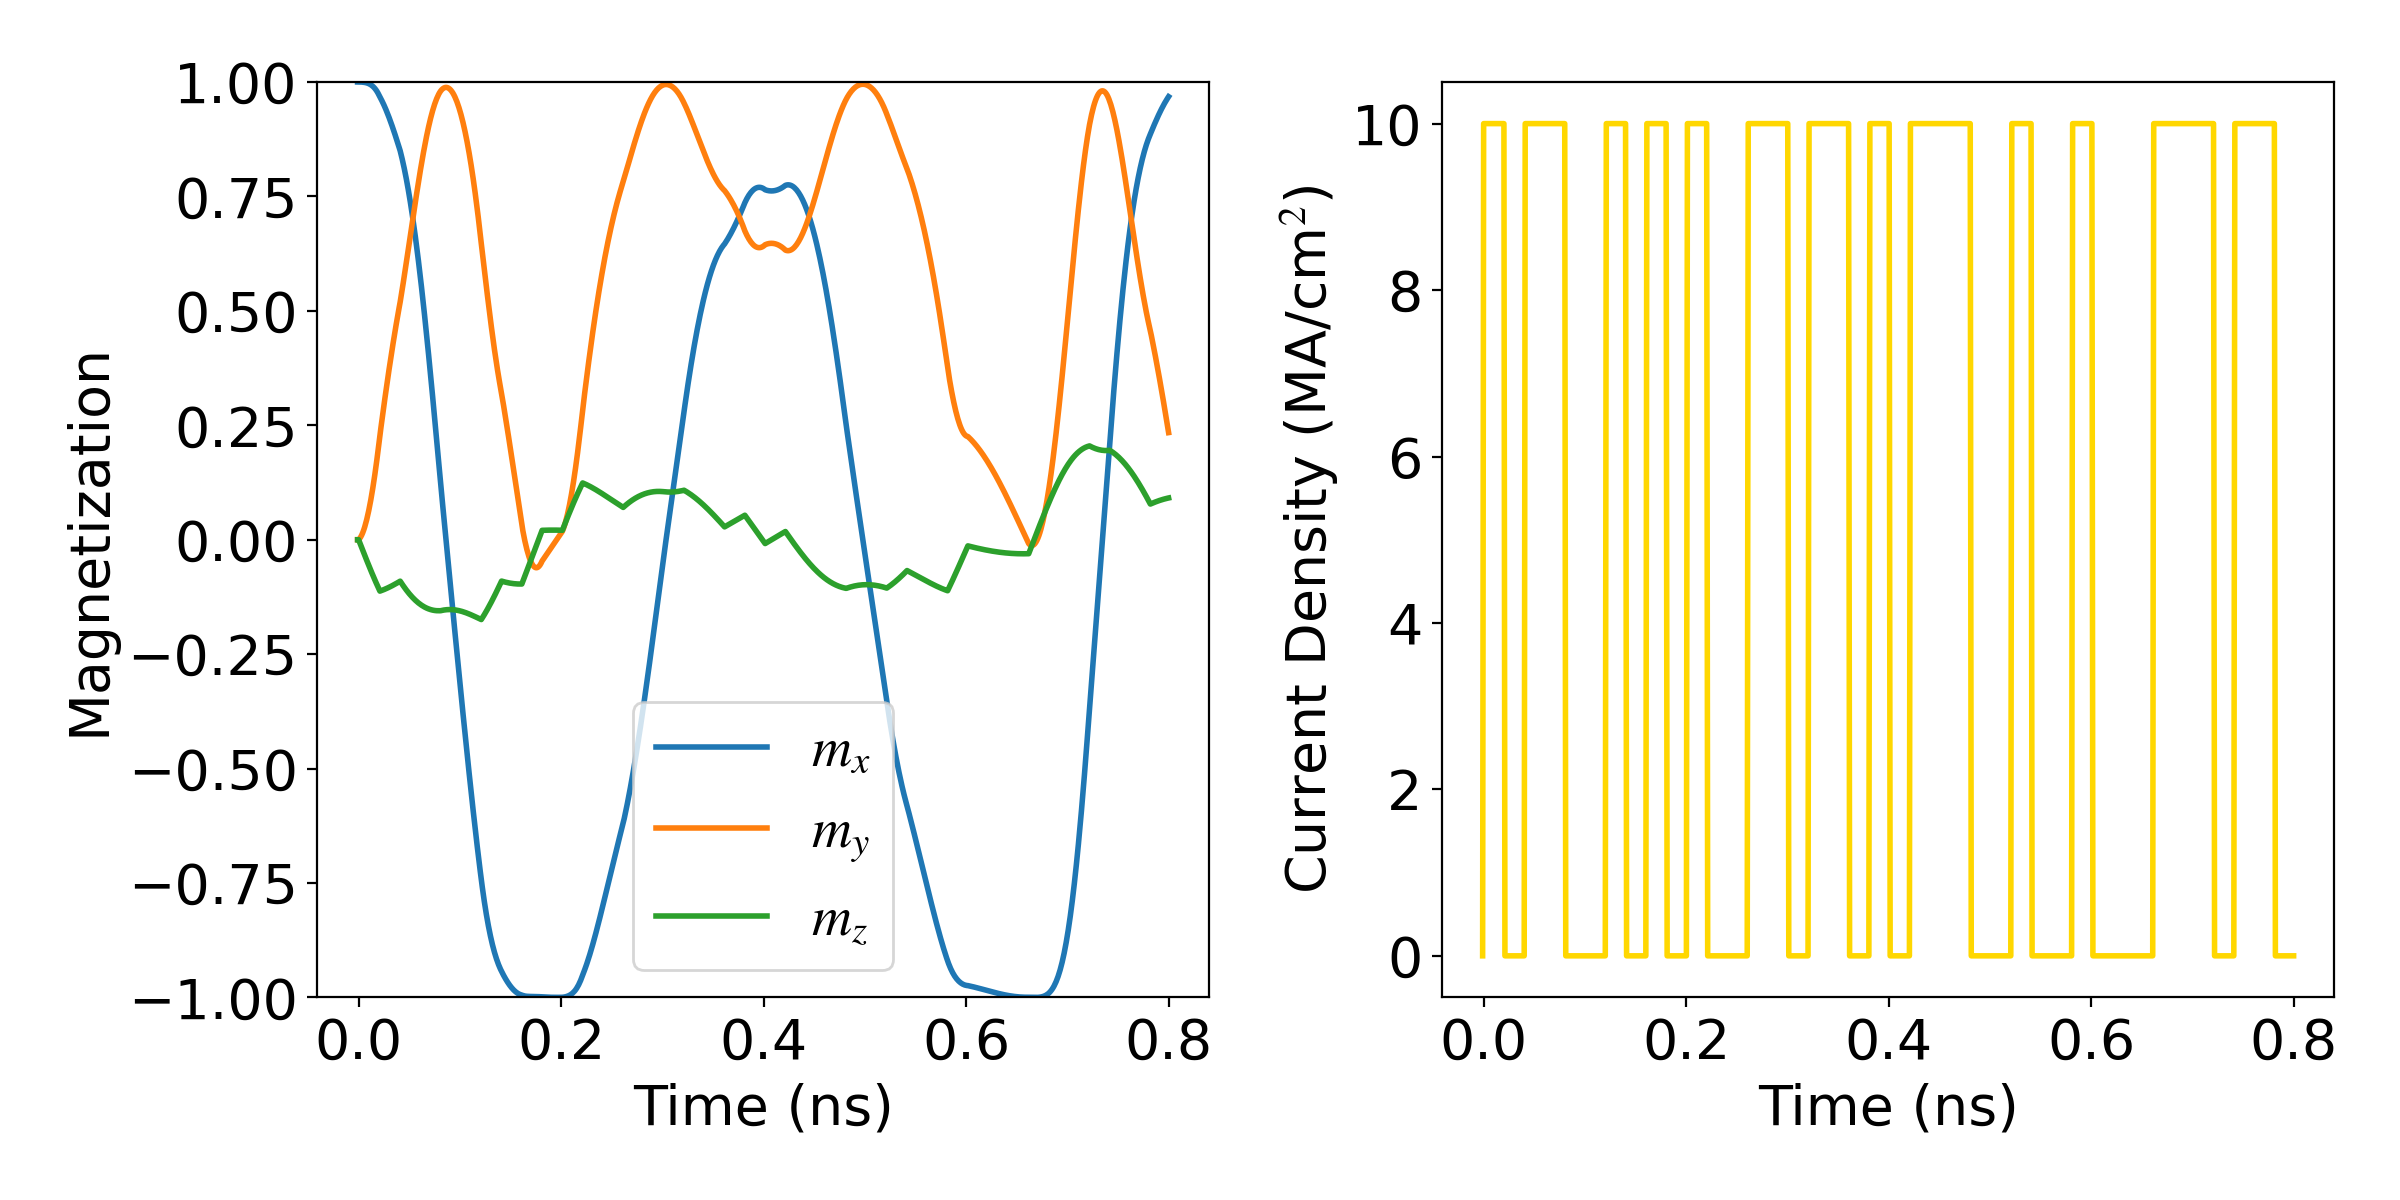 1.00
0.75
0.50
0.25
0.00
−0.25
−0.50
−0.75
−1.00
Magnetization
0.0 0.2 0.4 0.6 0.8
Time (ns)
m_x
m_y
m_z
10
8
6
4
2
0
Current Density (MA/cm²)
0.0 0.2 0.4 0.6 0.8
Time (ns)